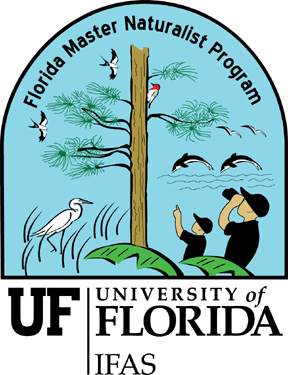 Florida Master Naturalist Program
UF
UNIVERSITY of
FLORIDA
IFAS